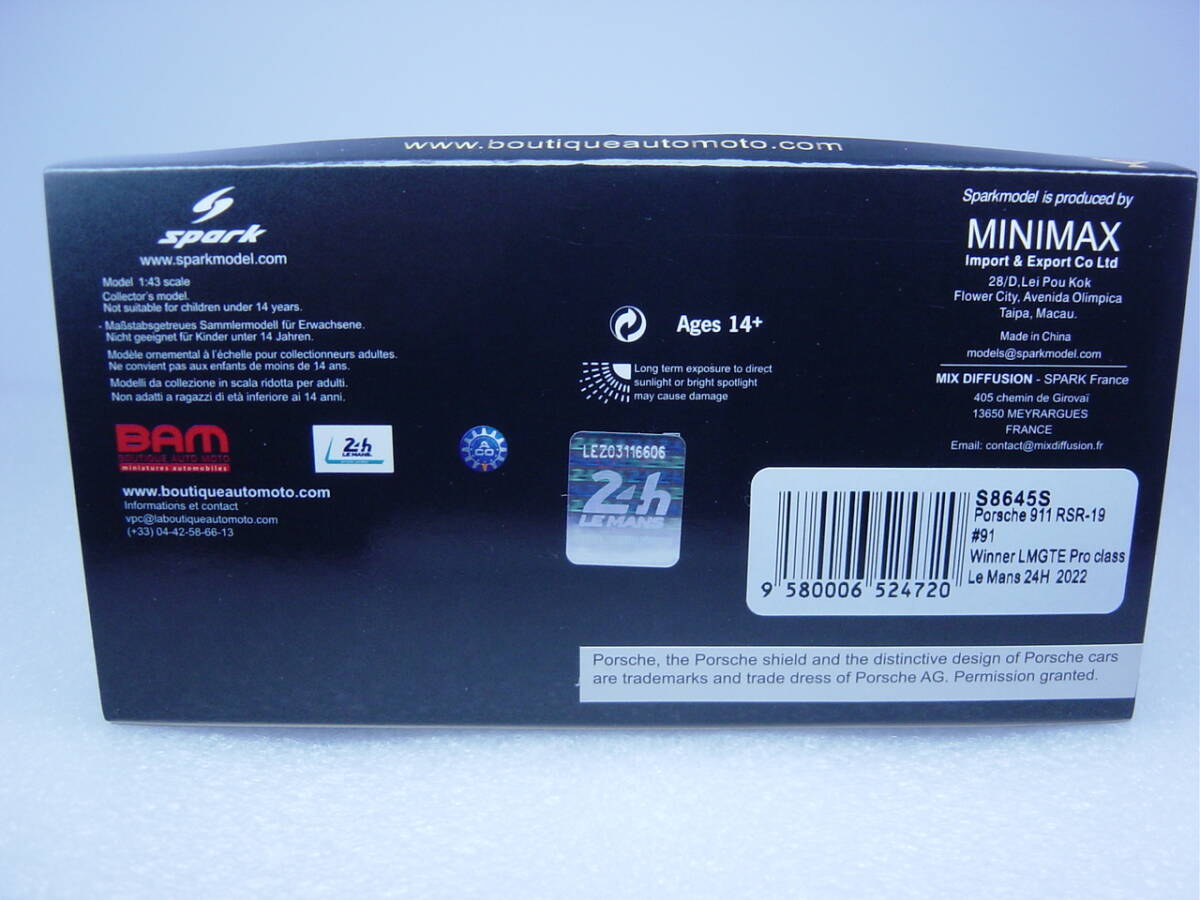 www.boutiqueautomoto.com
spark
www.sparkmodel.com
Model 1:43 scale
Collector's model.
Not suitable for children under 14 years.
- Maßstabsgetreues Sammlermodell für Erwachsene.
Nicht geeignet für Kinder unter 14 Jahren.
Modèle ornemental à l'échelle pour collectionneurs adultes.
Ne convient pas aux enfants de moins de 14 ans.
Modelli da collezione in scala ridotta per adulti.
Non adatti a ragazzi di età inferiore ai 14 anni.
BAM
BOUTIQUE AUTO MOTO
miniatures automobiles
24h
LE MANS
ACO
www.boutiqueautomoto.com
Informations et contact
vpc@laboutiqueautomoto.com
(+33) 04-42-58-66-13
Ages 14+
Long term exposure to direct
sunlight or bright spotlight
may cause damage
LEZ03116606
24h
LE MANS
Sparkmodel is produced by
MINIMAX
Import & Export Co Ltd
28/D,Lei Pou Kok
Flower City, Avenida Olimpica
Taipa, Macau.
Made in China
models@sparkmodel.com
MIX DIFFUSION - SPARK France
405 chemin de Girovaï
13650 MEYRARGUES
FRANCE
Email: contact@mixdiffusion.fr
S8645S
Porsche 911 RSR-19
#91
Winner LMGTE Pro class
Le Mans 24H 2022
9 580006 524720
Porsche, the Porsche shield and the distinctive design of Porsche cars
are trademarks and trade dress of Porsche AG. Permission granted.